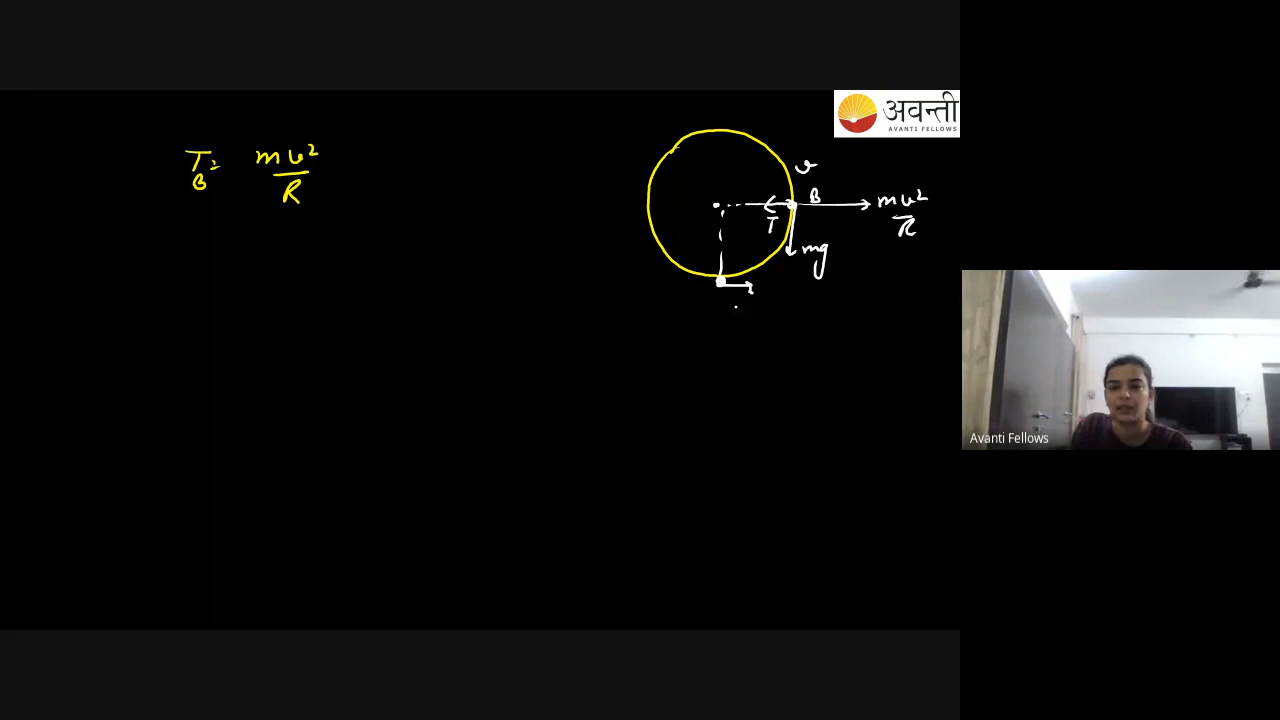 अवन्ती
AVANTI FELLOWS
T_B = mv²/R
v
B
mv²/R
T
mg
Avanti Fellows